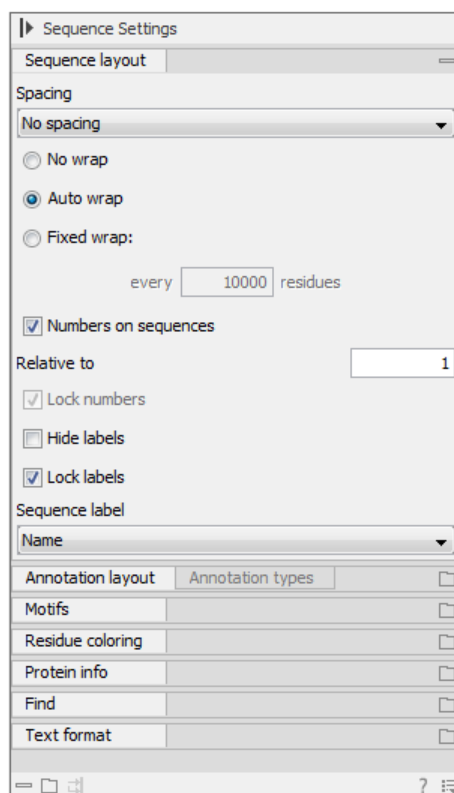 Sequence Settings
Sequence layout
Spacing
No spacing
No wrap
Auto wrap
Fixed wrap:
every 10000 residues
Numbers on sequences
Relative to 1
Lock numbers
Hide labels
Lock labels
Sequence label
Name
Annotation layout Annotation types
Motifs
Residue coloring
Protein info
Find
Text format
?